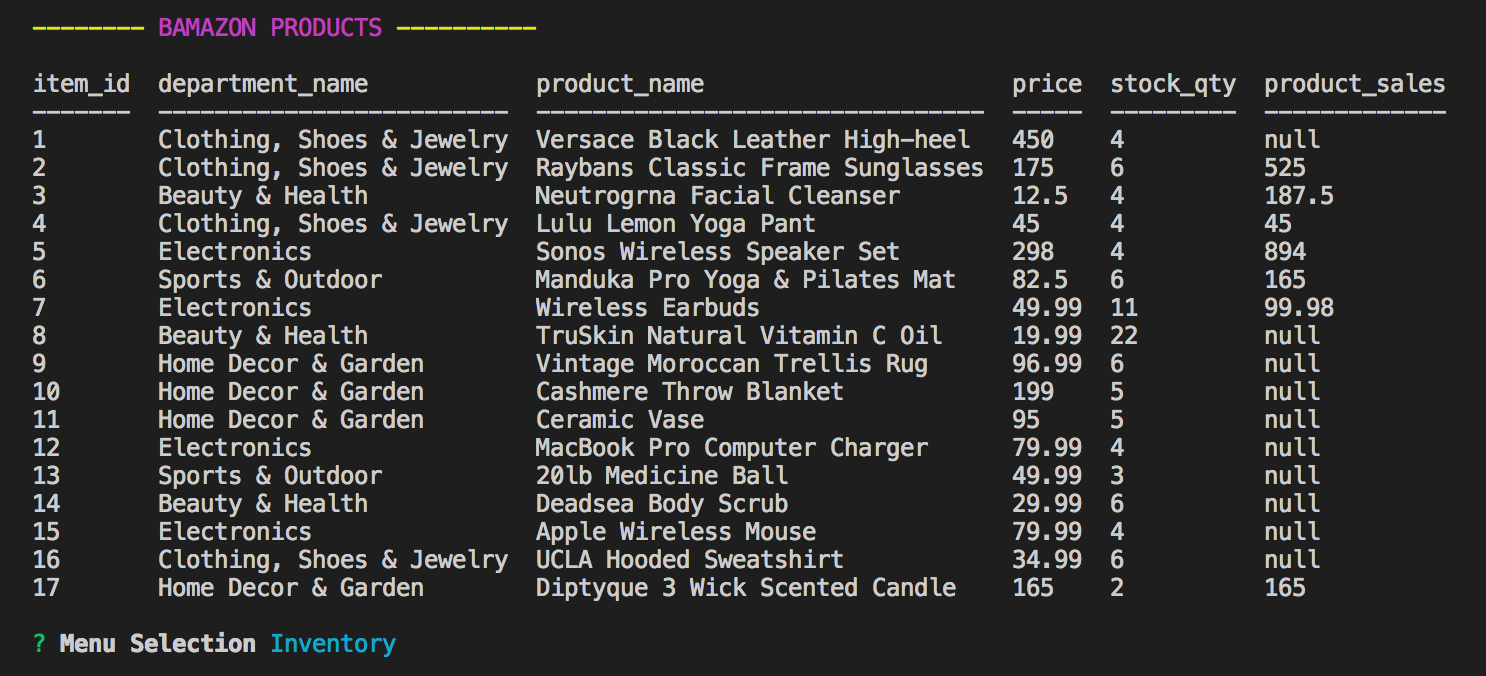 -------- BAMAZON PRODUCTS ----------
item_id  department_name            product_name                      price  stock_qty  product_sales
-------  -------------------------  --------------------------------  -----  ---------  -------------
1        Clothing, Shoes & Jewelry  Versace Black Leather High-heel   450    4          null
2        Clothing, Shoes & Jewelry  Raybans Classic Frame Sunglasses  175    6          525
3        Beauty & Health            Neutrogrna Facial Cleanser        12.5   4          187.5
4        Clothing, Shoes & Jewelry  Lulu Lemon Yoga Pant              45     4          45
5        Electronics                Sonos Wireless Speaker Set        298    4          894
6        Sports & Outdoor           Manduka Pro Yoga & Pilates Mat    82.5   6          165
7        Electronics                Wireless Earbuds                  49.99  11         99.98
8        Beauty & Health            TruSkin Natural Vitamin C Oil     19.99  22         null
9        Home Decor & Garden        Vintage Moroccan Trellis Rug      96.99  6          null
10       Home Decor & Garden        Cashmere Throw Blanket            199    5          null
11       Home Decor & Garden        Ceramic Vase                      95     5          null
12       Electronics                MacBook Pro Computer Charger      79.99  4          null
13       Sports & Outdoor           20lb Medicine Ball                49.99  3          null
14       Beauty & Health            Deadsea Body Scrub                29.99  6          null
15       Electronics                Apple Wireless Mouse              79.99  4          null
16       Clothing, Shoes & Jewelry  UCLA Hooded Sweatshirt            34.99  6          null
17       Home Decor & Garden        Diptyque 3 Wick Scented Candle    165    2          165
? Menu Selection Inventory